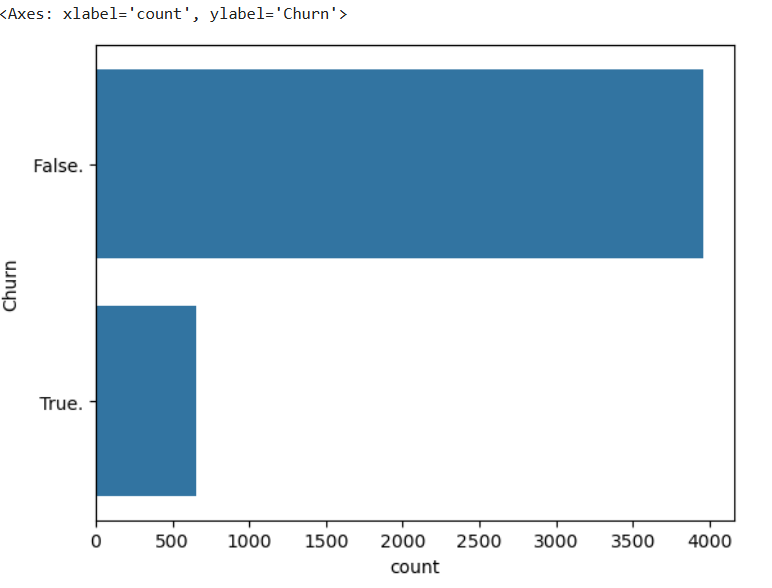 <Axes: xlabel='count', ylabel='Churn'>
False.
Churn
True.
0 500 1000 1500 2000 2500 3000 3500 4000
count